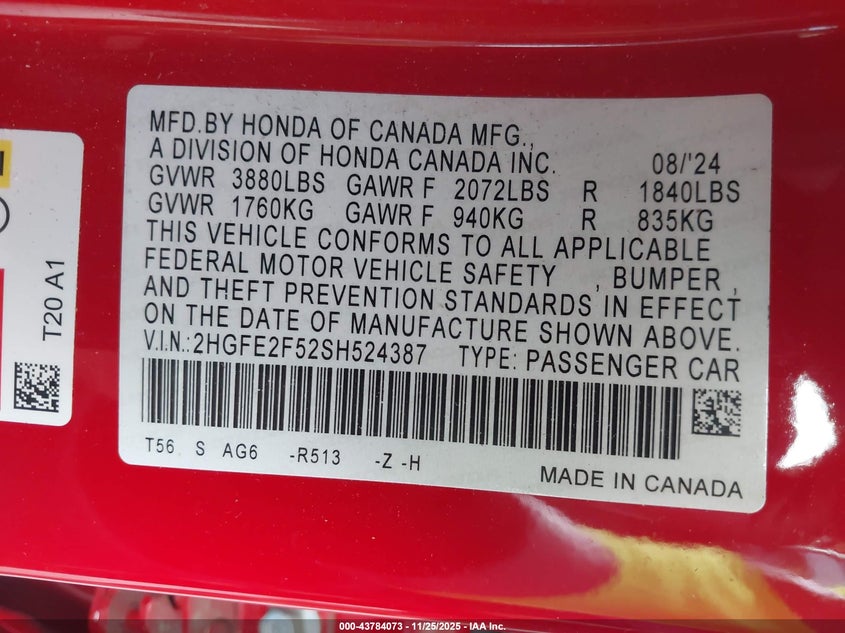 MFD.BY HONDA OF CANADA MFG.,
A DIVISION OF HONDA CANADA INC. 08/'24
GVWR 3880LBS GAWR F 2072LBS R 1840LBS
GVWR 1760KG GAWR F 940KG R 835KG
THIS VEHICLE CONFORMS TO ALL APPLICABLE
FEDERAL MOTOR VEHICLE SAFETY , BUMPER ,
AND THEFT PREVENTION STANDARDS IN EFFECT
ON THE DATE OF MANUFACTURE SHOWN ABOVE.
V.I.N.:2HGFE2F52SH524387 TYPE: PASSENGER CAR
T56 S AG6 -R513 -Z -H
MADE IN CANADA
T20 A1
000-43784073 - 11/25/2025 - IAA Inc.